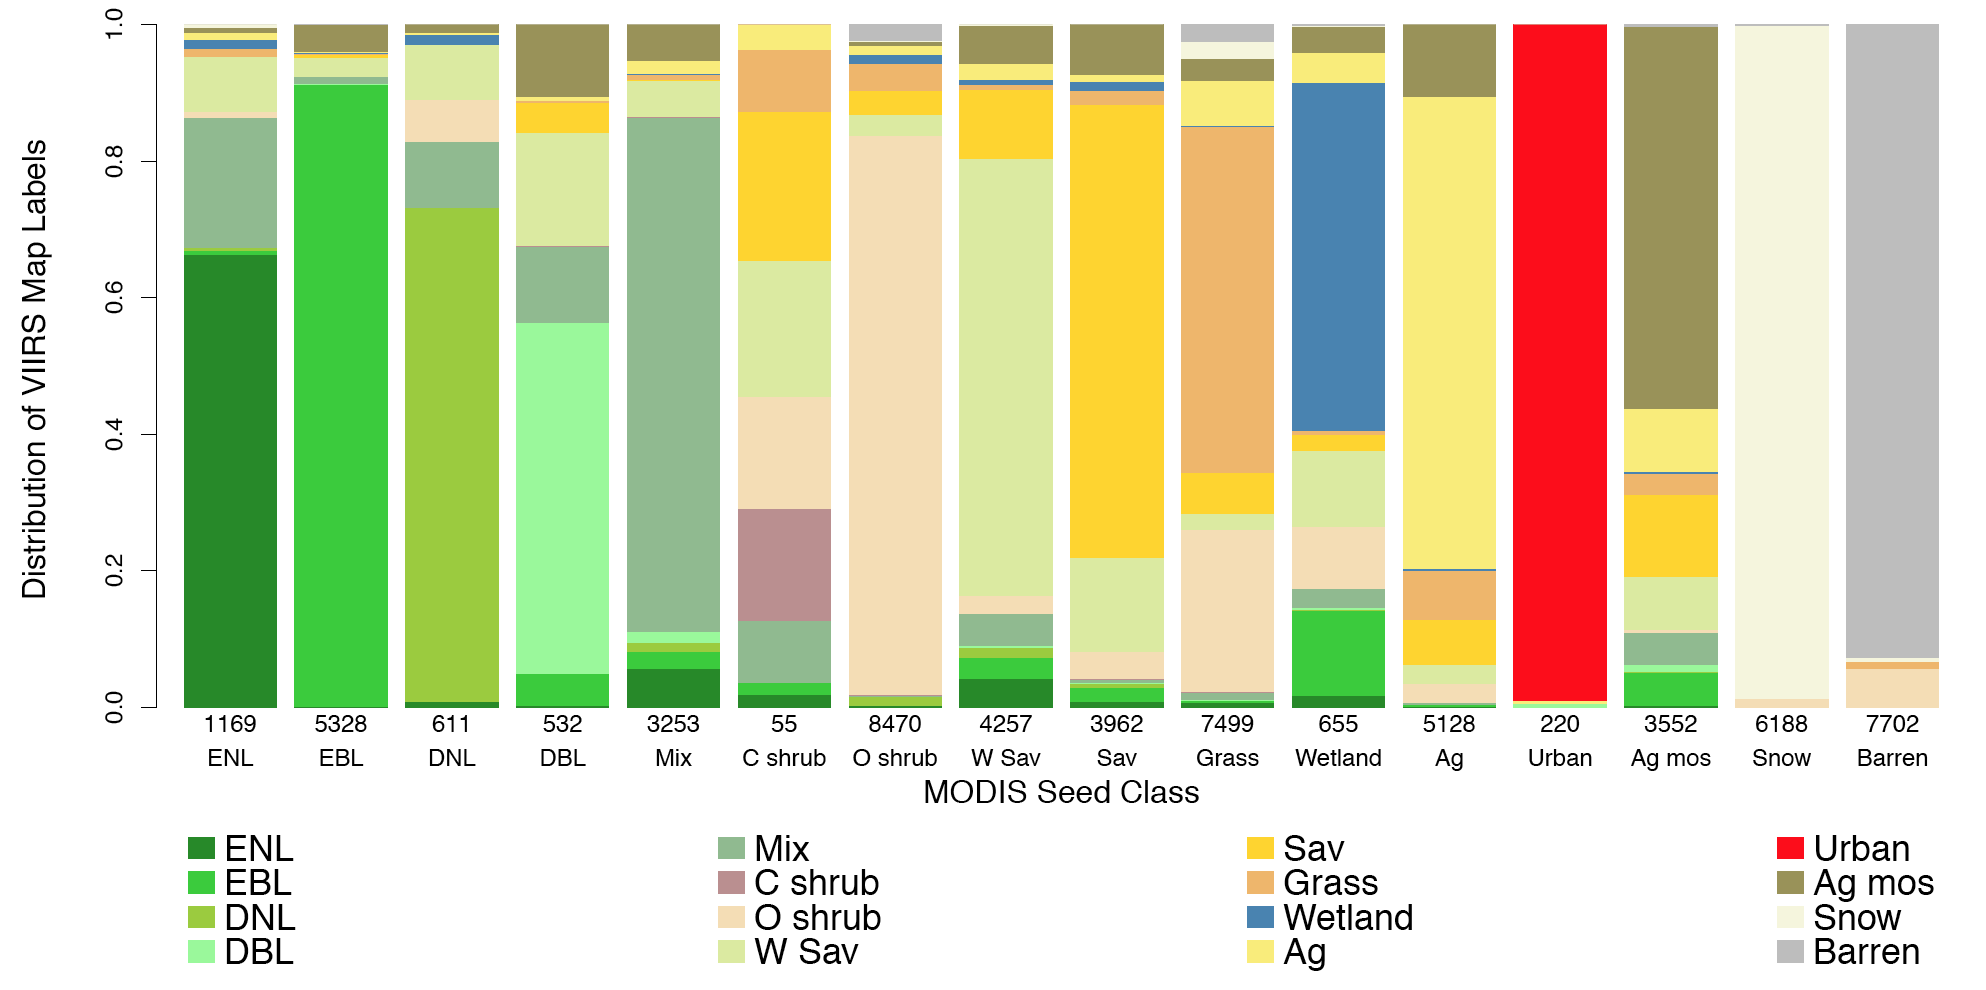 Distribution of VIIRS Map Labels
1.0
0.8
0.6
0.4
0.2
0.0
1169 5328 611 532 3253 55 8470 4257 3962 7499 655 5128 220 3552 6188 7702
ENL EBL DNL DBL Mix C shrub O shrub W Sav Sav Grass Wetland Ag Urban Ag mos Snow Barren
MODIS Seed Class
ENL Mix Sav Urban
EBL C shrub Grass Ag mos
DNL O shrub Wetland Snow
DBL W Sav Ag Barren